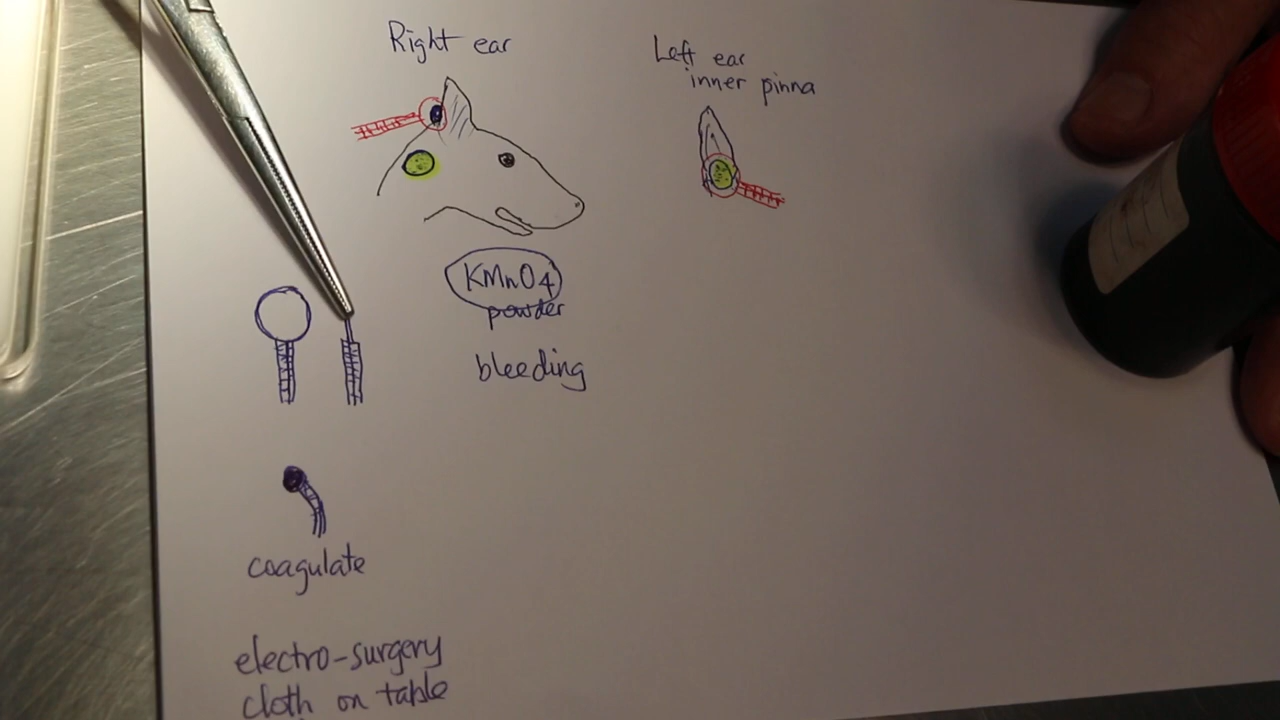 Right ear
Left ear
inner pinna
KMnO4
powder
bleeding
coagulate
electro-surgery
cloth on table